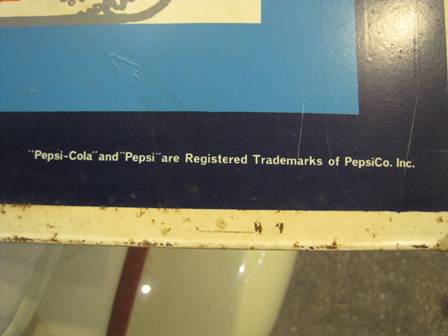 "Pepsi-Cola" and "Pepsi" are Registered Trademarks of PepsiCo. Inc.